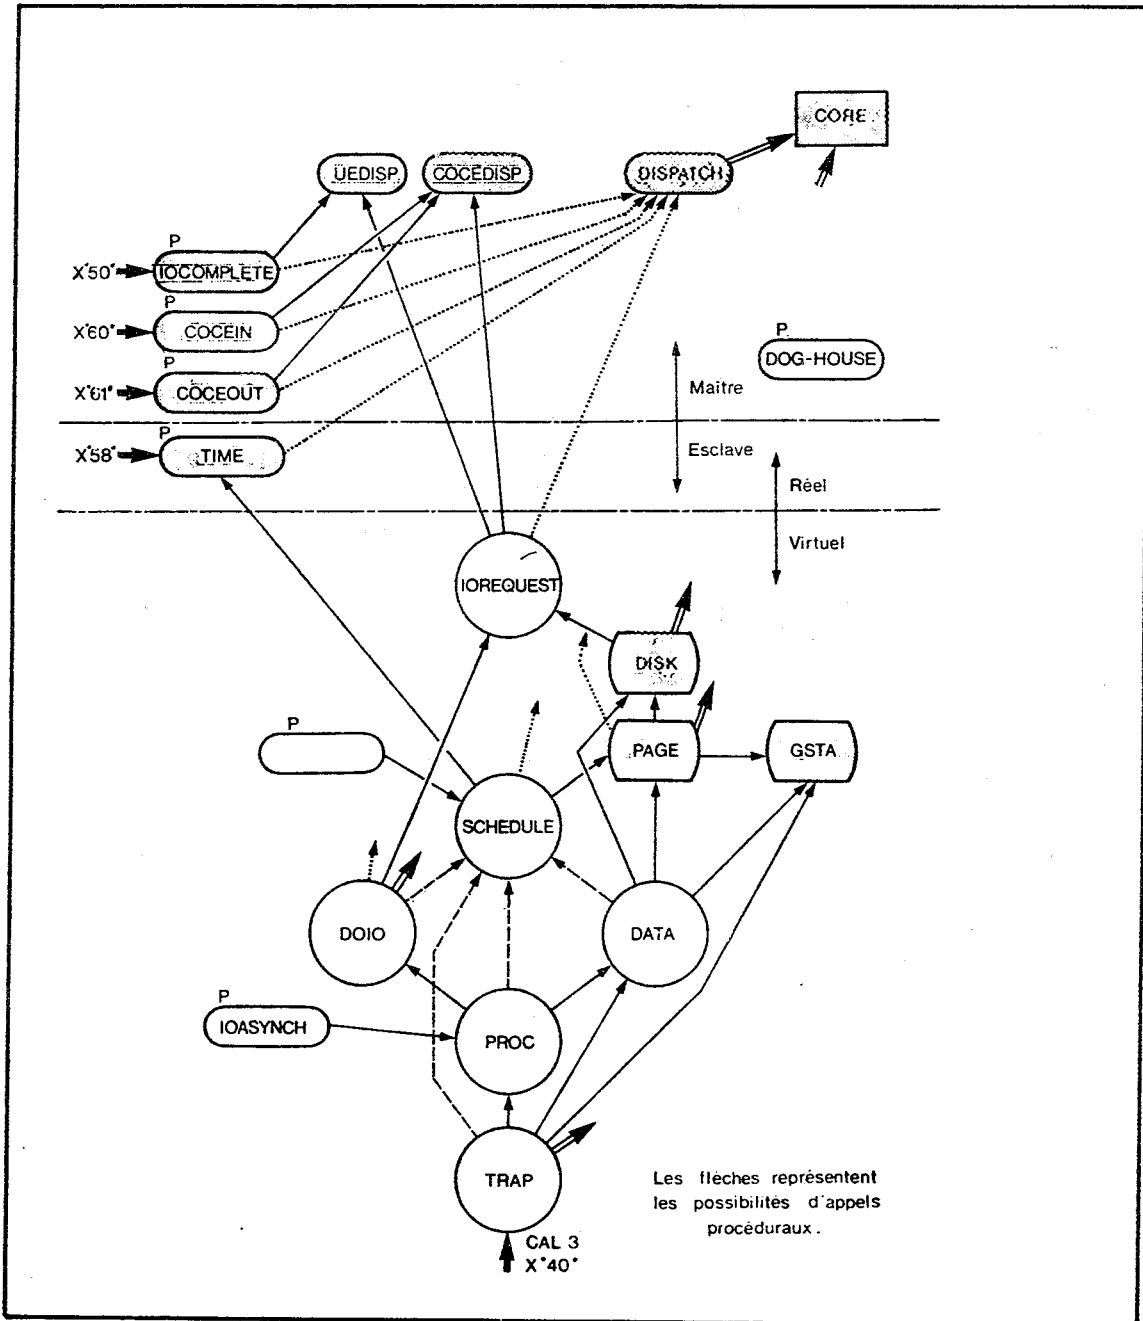 CORE
UEDISP
COCEDISP
DISPATCH
P
X'50'
IOCOMPLETE
P
X'60'
COCEIN
P
DOG-HOUSE
P
X'61'
COCEOUT
Maître
P
X'58'
TIME
Esclave
Réel
Virtuel
IOREQUEST
DISK
P
PAGE
GSTA
SCHEDULE
DOIO
DATA
P
IOASYNCH
PROC
TRAP
Les flèches représentent
les possibilités d'appels
procéduraux.
CAL 3
X'40'